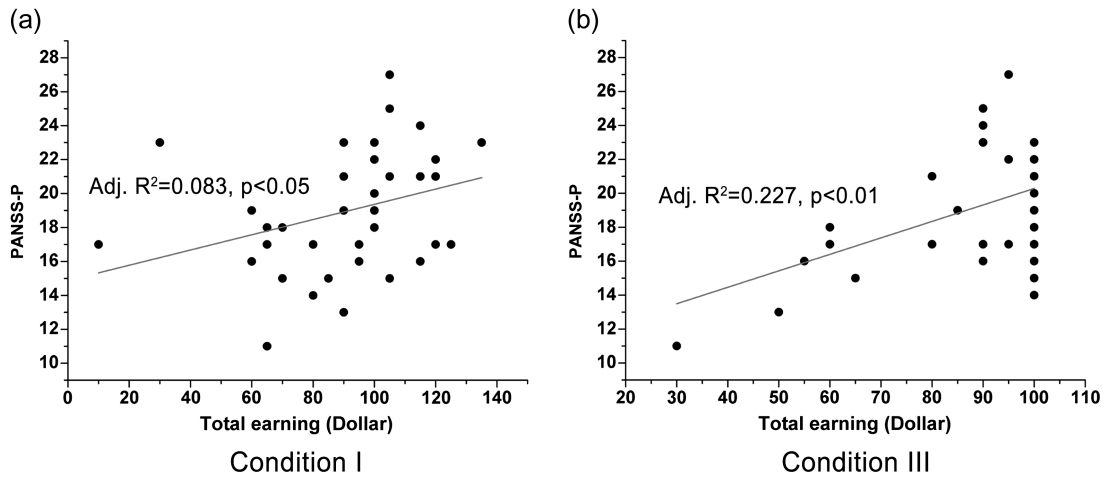 (a)
28
26
24
22
20
18
16
14
12
10
PANSS-P
Adj. R²=0.083, p<0.05
0 20 40 60 80 100 120 140
Total earning (Dollar)
Condition I
(b)
28
26
24
22
20
18
16
14
12
10
PANSS-P
Adj. R²=0.227, p<0.01
20 30 40 50 60 70 80 90 100 110
Total earning (Dollar)
Condition III